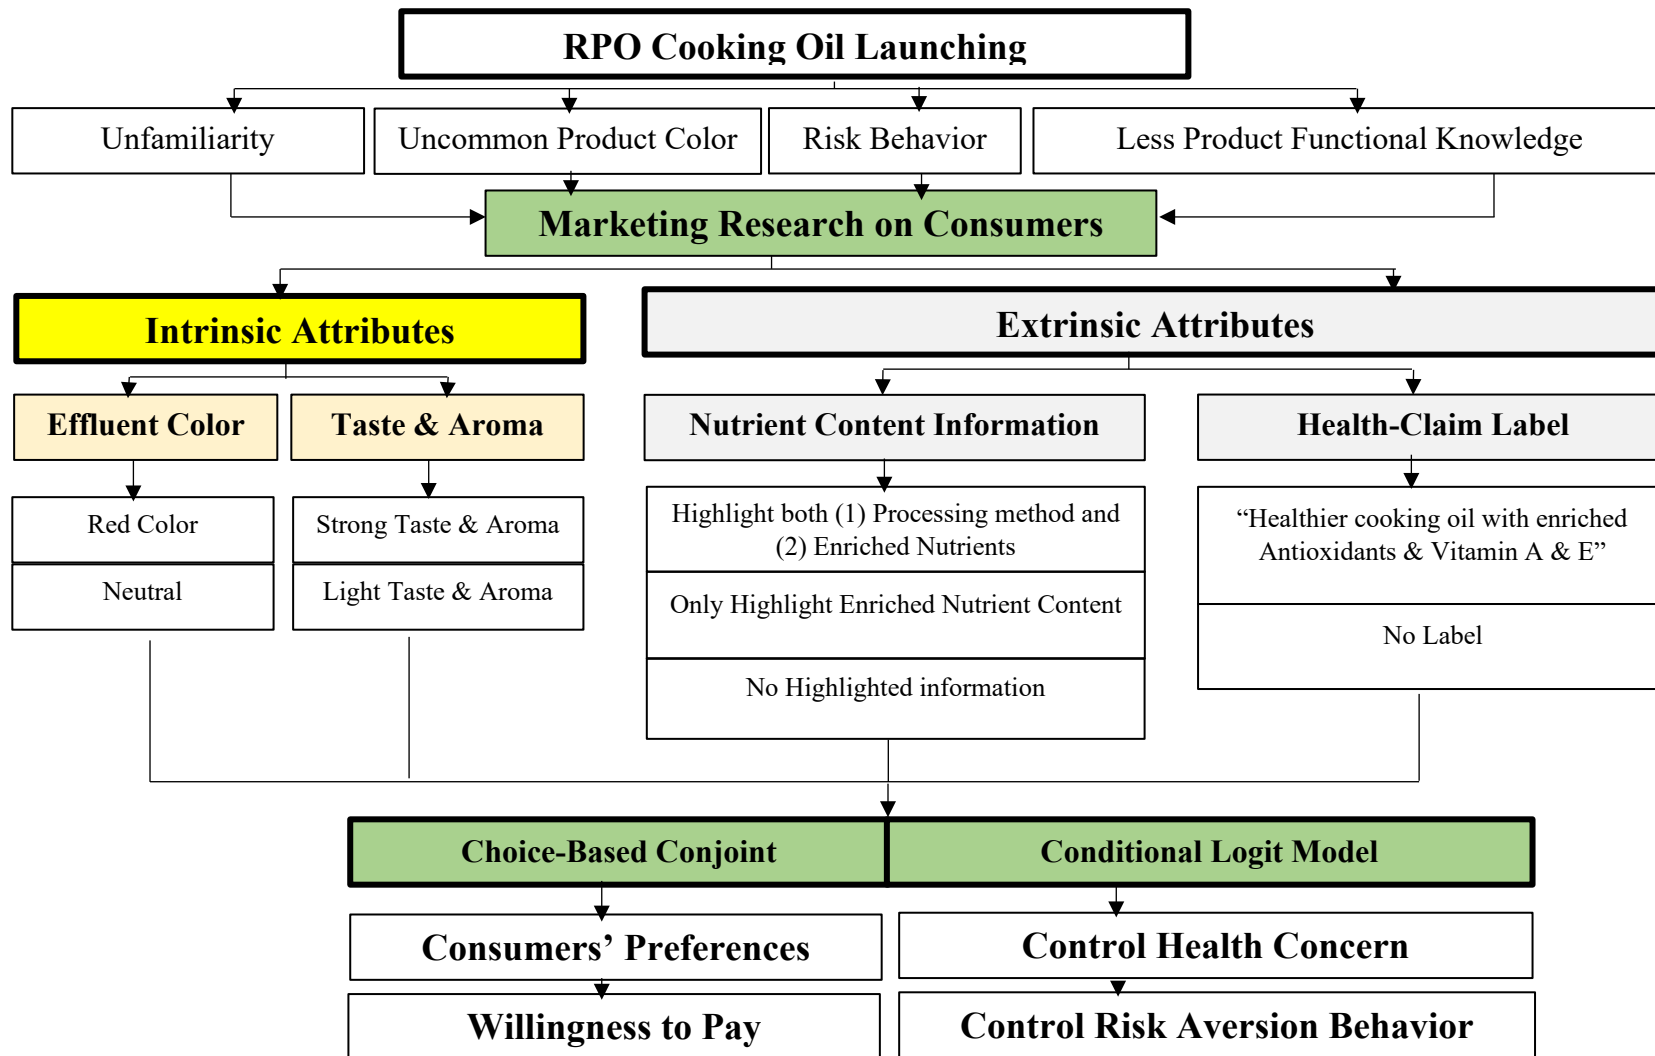 RPO Cooking Oil Launching
Unfamiliarity
Uncommon Product Color
Risk Behavior
Less Product Functional Knowledge
Marketing Research on Consumers
Intrinsic Attributes
Extrinsic Attributes
Effluent Color
Taste & Aroma
Nutrient Content Information
Health-Claim Label
Red Color
Neutral
Strong Taste & Aroma
Light Taste & Aroma
Highlight both (1) Processing method and
(2) Enriched Nutrients
Only Highlight Enriched Nutrient Content
No Highlighted information
“Healthier cooking oil with enriched
Antioxidants & Vitamin A & E”
No Label
Choice-Based Conjoint
Conditional Logit Model
Consumers’ Preferences
Control Health Concern
Willingness to Pay
Control Risk Aversion Behavior